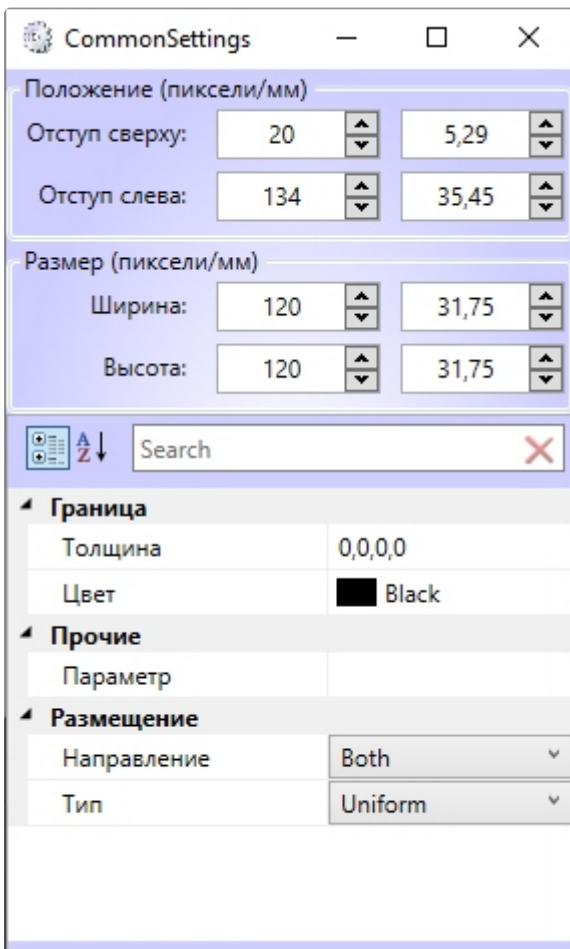 CommonSettings
Положение (пиксели/мм)
Отступ сверху: 20 5,29
Отступ слева: 134 35,45
Размер (пиксели/мм)
Ширина: 120 31,75
Высота: 120 31,75
A Z Search
Граница
Толщина 0,0,0,0
Цвет Black
Прочие
Параметр
Размещение
Направление Both
Тип Uniform